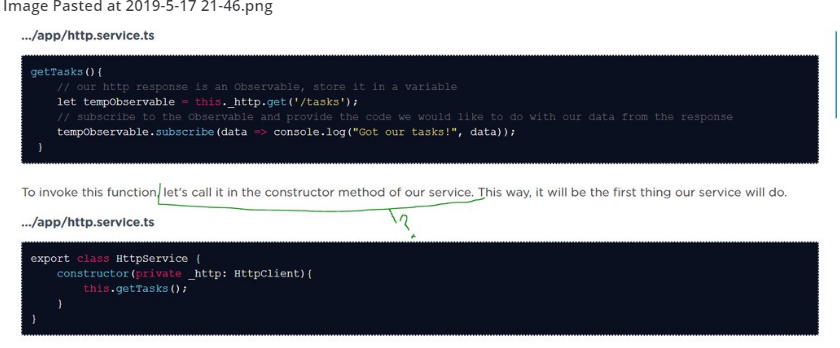 Image Pasted at 2019-5-17 21-46.png
.../app/http.service.ts
getTasks(){
// our http response is an Observable, store it in a variable
let tempObservable = this._http.get('/tasks');
// subscribe to the Observable and provide the code we would like to do with our data from the response
tempObservable.subscribe(data => console.log("Got our tasks!", data));
}
To invoke this function, let's call it in the constructor method of our service. This way, it will be the first thing our service will do.
?
.../app/http.service.ts
export class HttpService {
constructor(private _http: HttpClient){
this.getTasks();
}
}